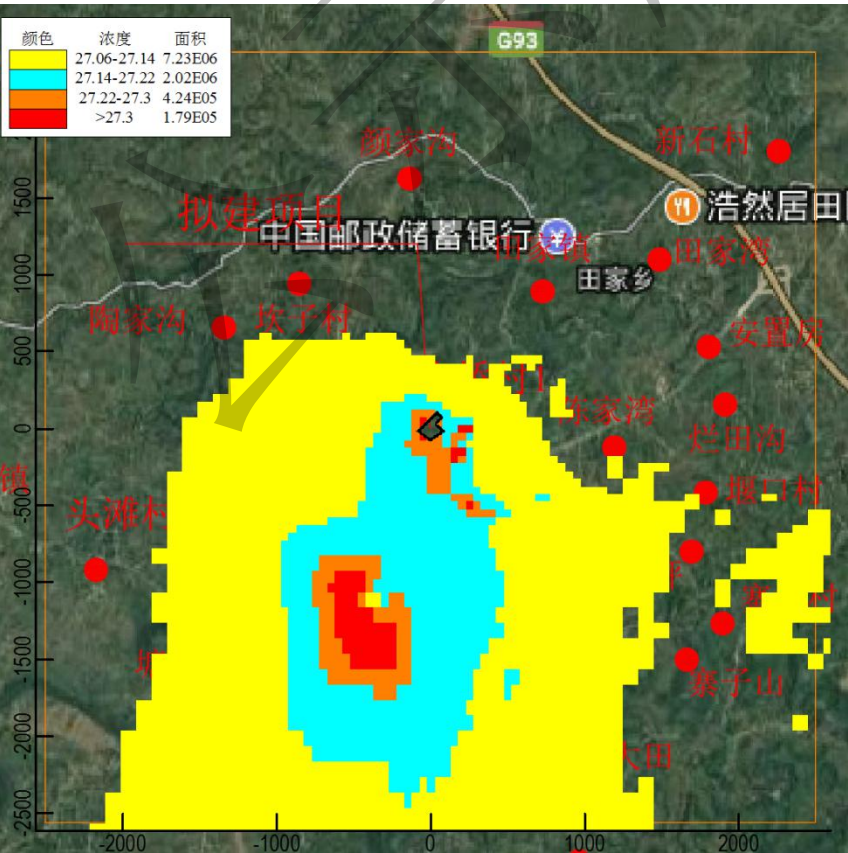 颜色 浓度 面积
27.06-27.14 7.23E06
27.14-27.22 2.02E06
27.22-27.3 4.24E05
>27.3 1.79E05
G93
颜家沟
新石村
1500
拟建项目
中国邮政储蓄银行
浩然居田
田家湾
田家乡
1000
陶家沟
坎子村
安置房
500
陈家湾
烂田沟
0
镇
头滩村
堰口村
-500
-1000
村
-1500
寨子山
-2000
大田
-2500
-2000
-1000
0
1000
2000